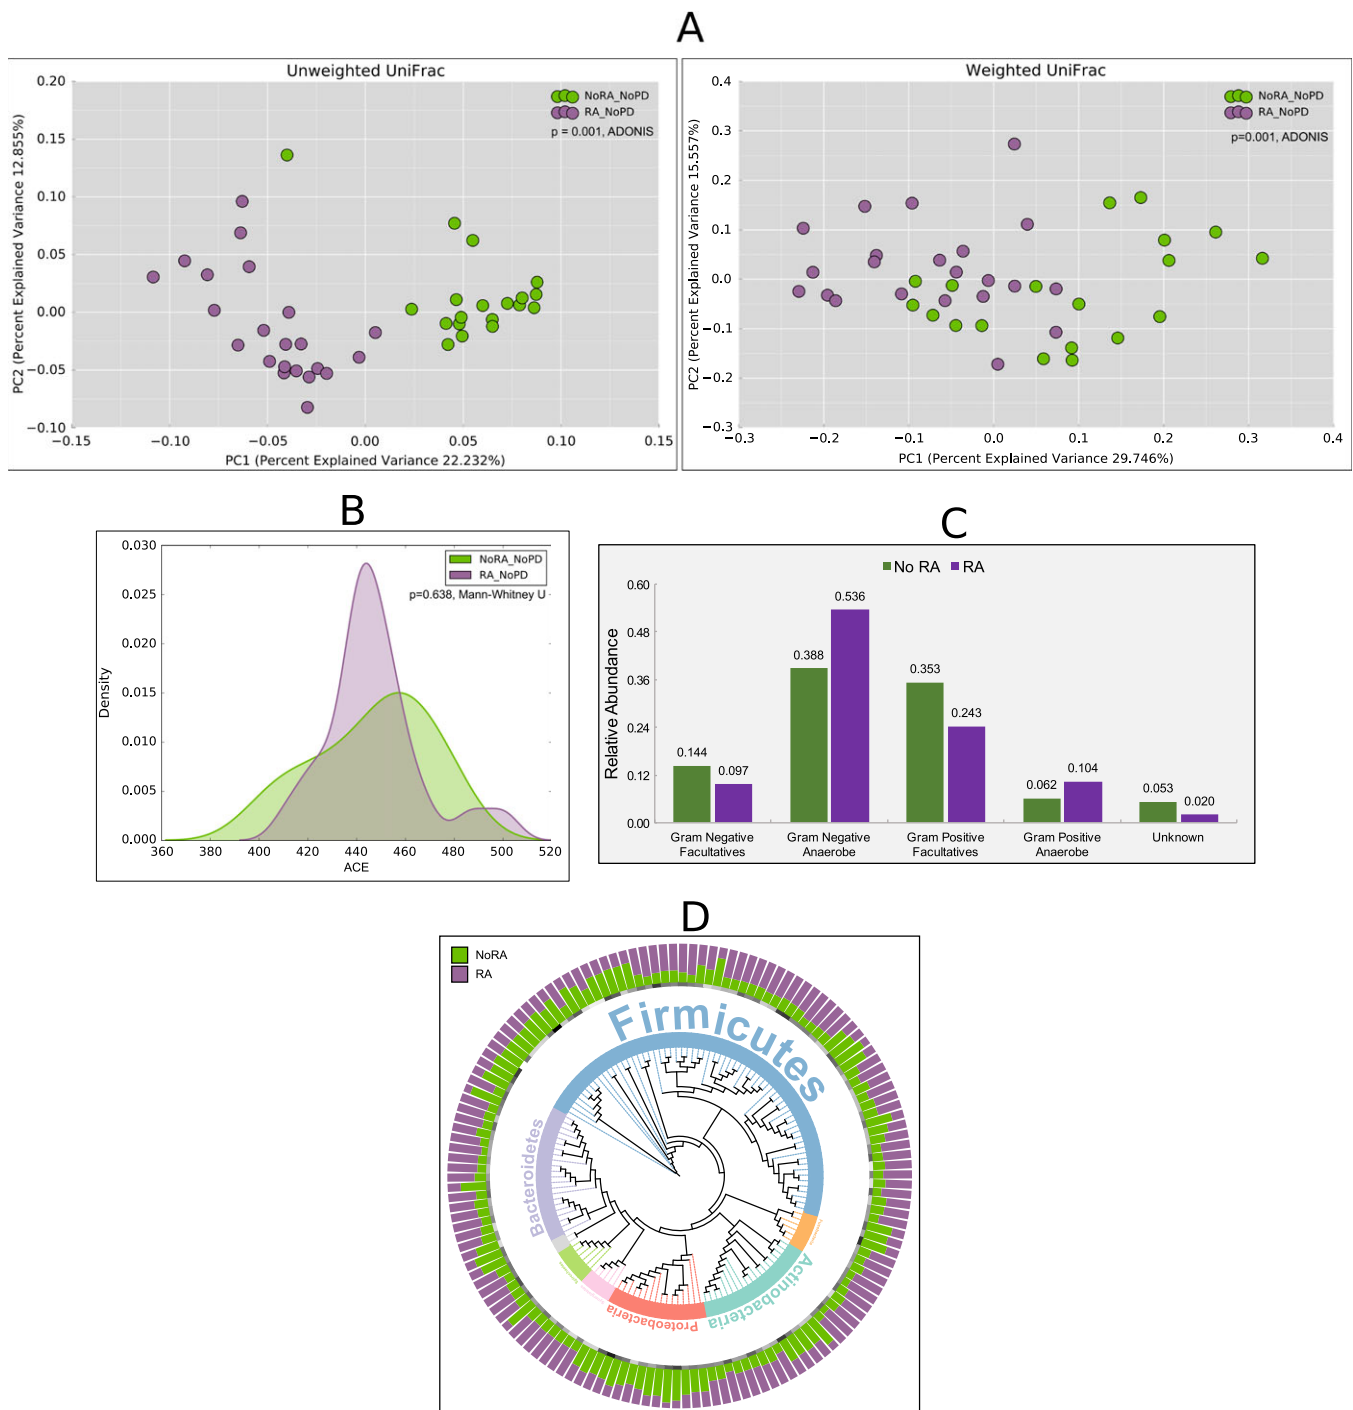 A
Unweighted UniFrac
NoRA_NoPD
RA_NoPD
p = 0.001, ADONIS
PC2 (Percent Explained Variance 12.855%)
0.20
0.15
0.10
0.05
0.00
−0.05
−0.10
−0.15
−0.10
−0.05
0.00
0.05
0.10
0.15
PC1 (Percent Explained Variance 22.232%)
Weighted UniFrac
NoRA_NoPD
RA_NoPD
p=0.001, ADONIS
PC2 (Percent Explained Variance 15.557%)
0.4
0.3
0.2
0.1
0.0
−0.1
−0.2
−0.3
−0.3
−0.2
−0.1
0.0
0.1
0.2
0.3
0.4
PC1 (Percent Explained Variance 29.746%)
B
NoRA_NoPD
RA_NoPD
p=0.638, Mann-Whitney U
Density
0.030
0.025
0.020
0.015
0.010
0.005
0.000
360
380
400
420
440
460
480
500
520
ACE
C
No RA
RA
Relative Abundance
0.60
0.48
0.36
0.24
0.12
0.00
0.144
0.097
0.388
0.536
0.353
0.243
0.062
0.104
0.053
0.020
Gram Negative
Facultatives
Gram Negative
Anaerobe
Gram Positive
Facultatives
Gram Positive
Anaerobe
Unknown
D
NoRA
RA
Firmicutes
Bacteroidetes
Actinobacteria
Proteobacteria